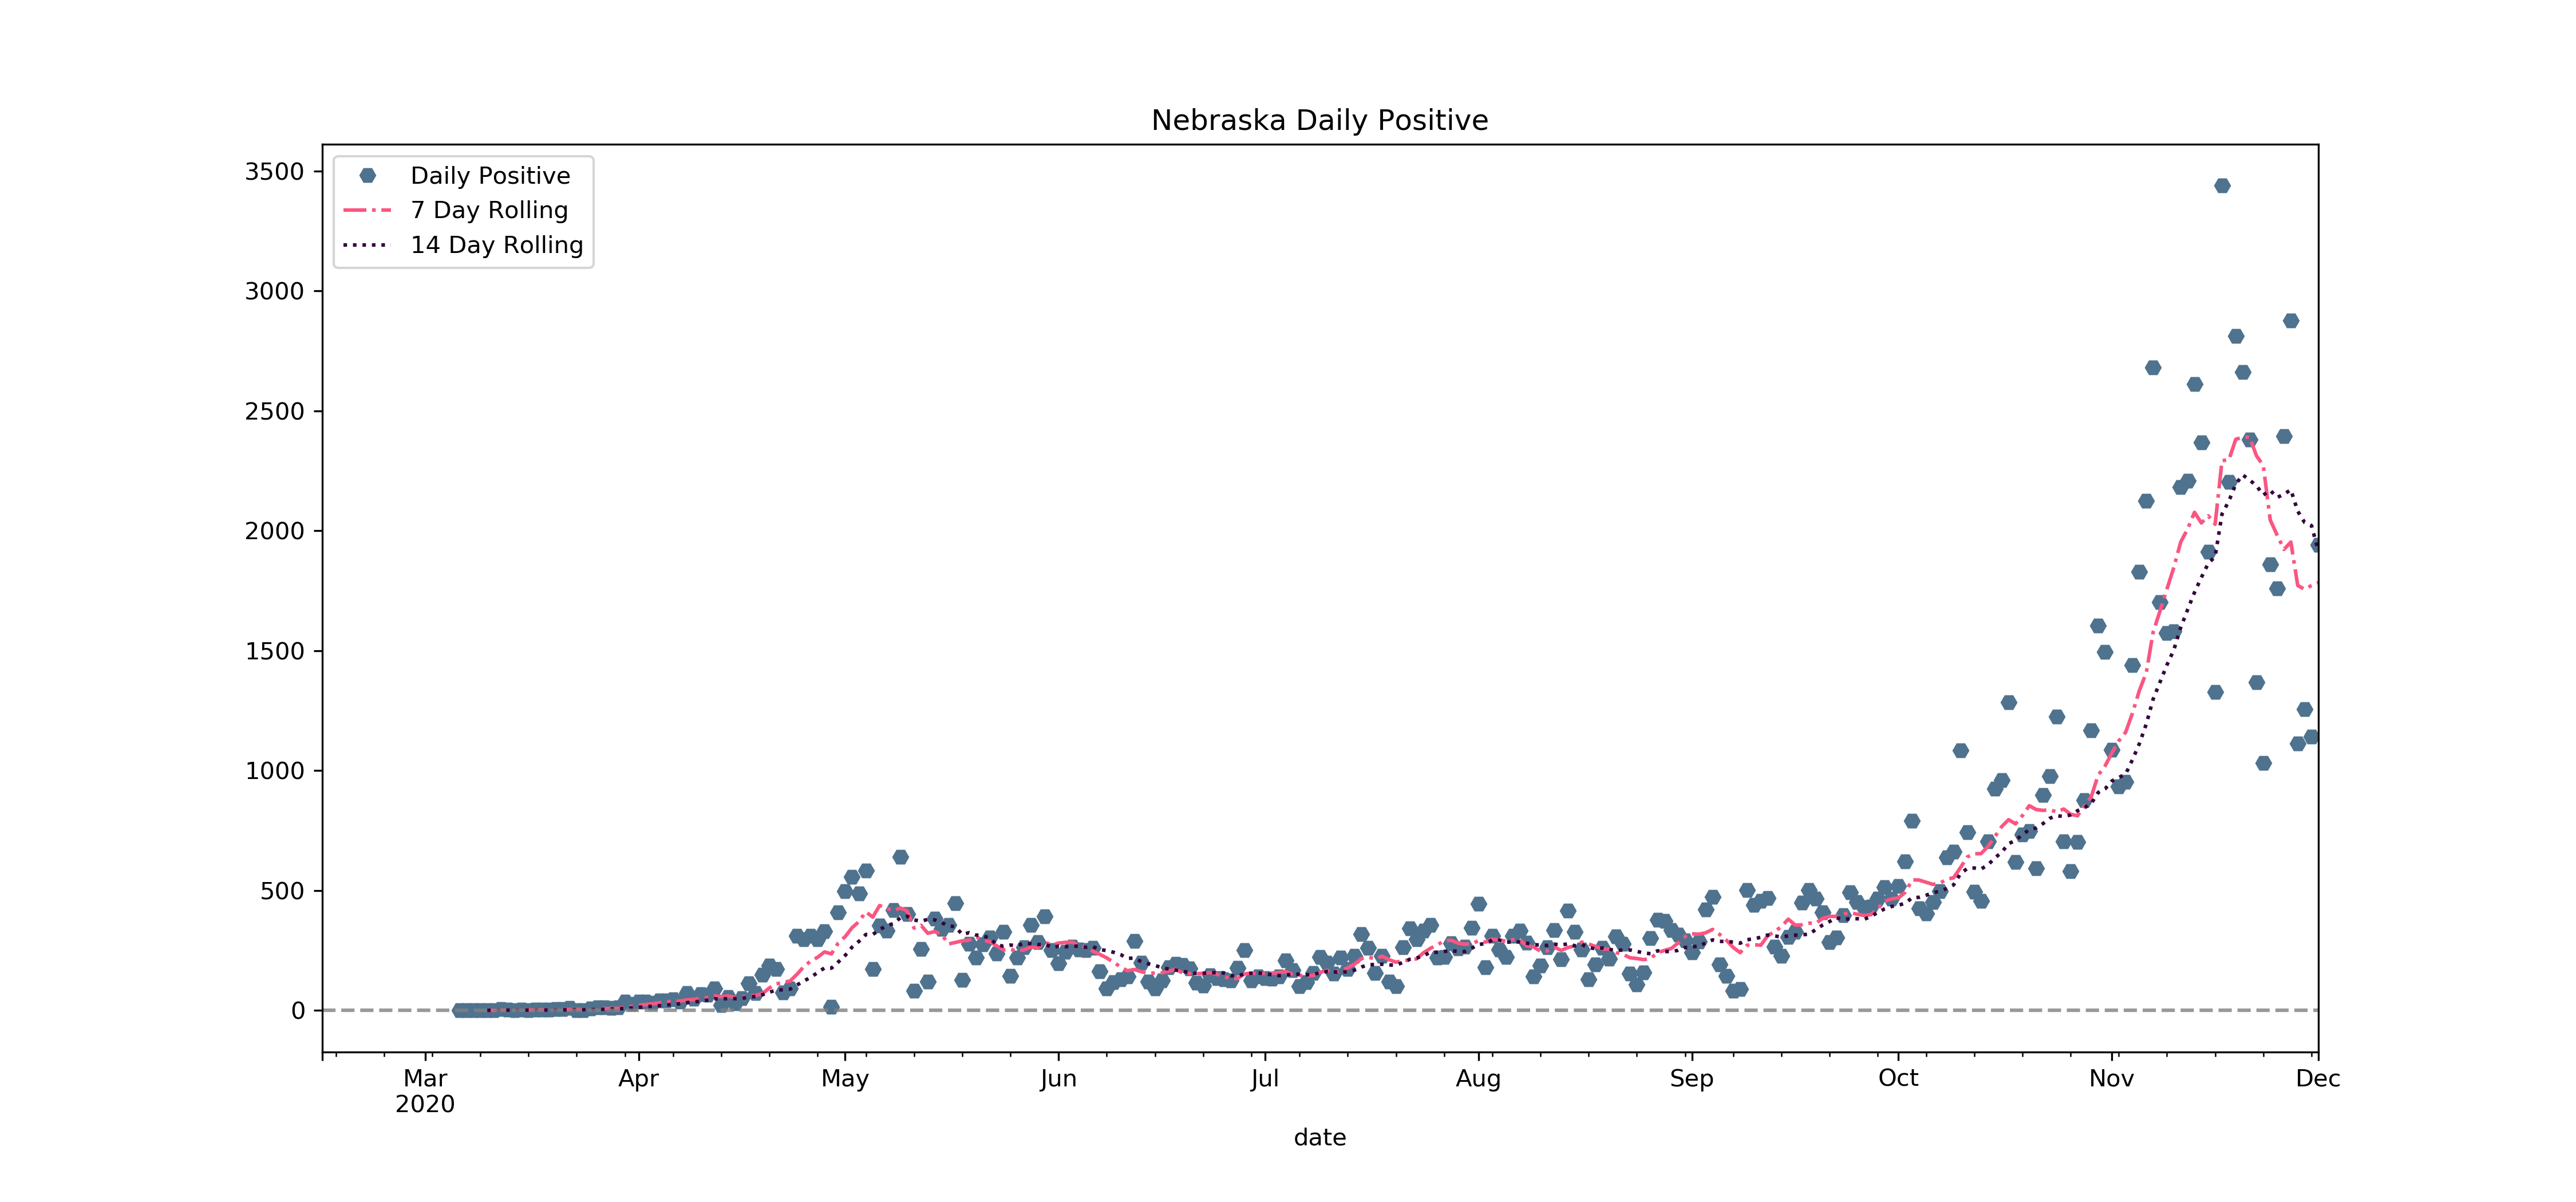 Nebraska Daily Positive
3500
3000
2500
2000
1500
1000
500
0
Daily Positive
7 Day Rolling
14 Day Rolling
Mar Apr May Jun Jul Aug Sep Oct Nov Dec
2020
date